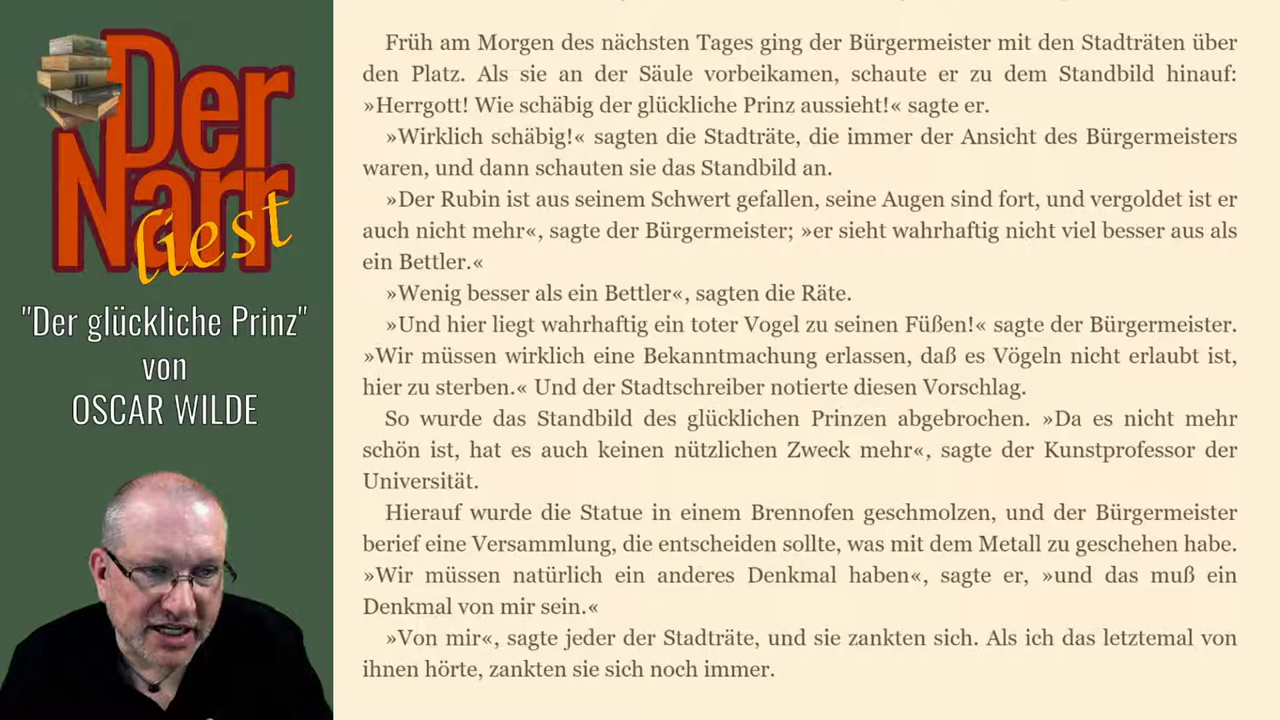 Der
Narr
liest
"Der glückliche Prinz"
von
OSCAR WILDE
Früh am Morgen des nächsten Tages ging der Bürgermeister mit den Stadträten über
den Platz. Als sie an der Säule vorbeikamen, schaute er zu dem Standbild hinauf:
»Herrgott! Wie schäbig der glückliche Prinz aussieht!« sagte er.
»Wirklich schäbig!« sagten die Stadträte, die immer der Ansicht des Bürgermeisters
waren, und dann schauten sie das Standbild an.
»Der Rubin ist aus seinem Schwert gefallen, seine Augen sind fort, und vergoldet ist er
auch nicht mehr«, sagte der Bürgermeister; »er sieht wahrhaftig nicht viel besser aus als
ein Bettler.«
»Wenig besser als ein Bettler«, sagten die Räte.
»Und hier liegt wahrhaftig ein toter Vogel zu seinen Füßen!« sagte der Bürgermeister.
»Wir müssen wirklich eine Bekanntmachung erlassen, daß es Vögeln nicht erlaubt ist,
hier zu sterben.« Und der Stadtschreiber notierte diesen Vorschlag.
So wurde das Standbild des glücklichen Prinzen abgebrochen. »Da es nicht mehr
schön ist, hat es auch keinen nützlichen Zweck mehr«, sagte der Kunstprofessor der
Universität.
Hierauf wurde die Statue in einem Brennofen geschmolzen, und der Bürgermeister
berief eine Versammlung, die entscheiden sollte, was mit dem Metall zu geschehen habe.
»Wir müssen natürlich ein anderes Denkmal haben«, sagte er, »und das muß ein
Denkmal von mir sein.«
»Von mir«, sagte jeder der Stadträte, und sie zankten sich. Als ich das letztemal von
ihnen hörte, zankten sie sich noch immer.